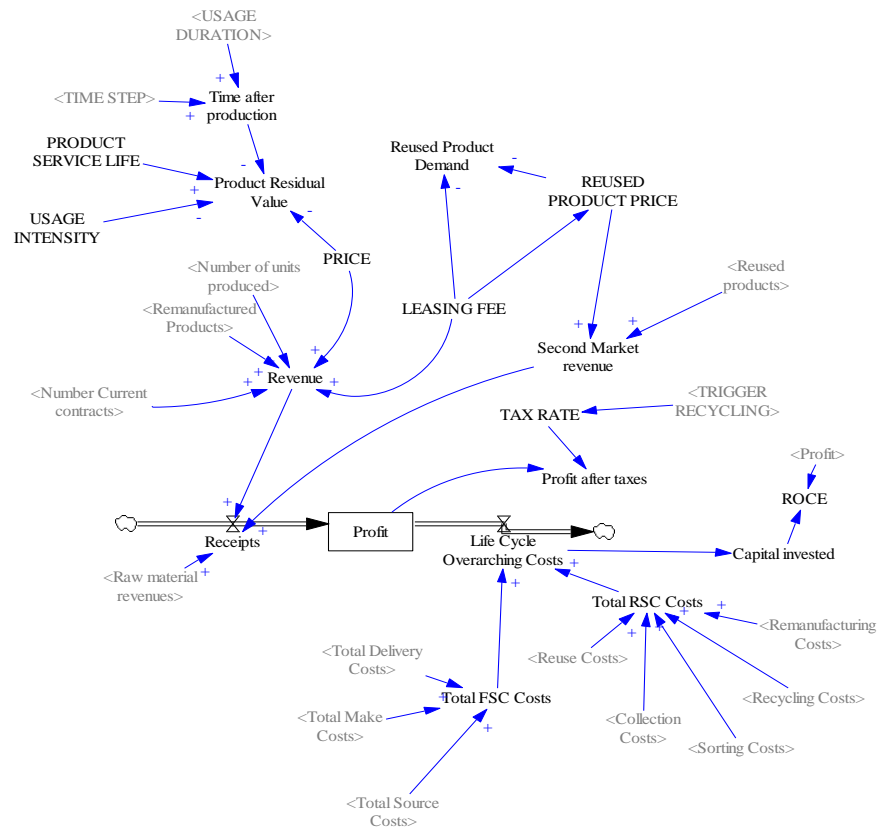 <USAGE
DURATION>
<TIME STEP>
Time after
production
PRODUCT
SERVICE LIFE
Product Residual
Value
USAGE
INTENSITY
Reused Product
Demand
REUSED
PRODUCT PRICE
PRICE
<Number of units
produced>
<Remanufactured
Products>
LEASING FEE
<Reused
products>
Second Market
revenue
Revenue
<Number Current
contracts>
<TRIGGER
RECYCLING>
TAX RATE
Profit after taxes
<Profit>
ROCE
Receipts
Profit
Life Cycle
Overarching Costs
Capital invested
<Raw material
revenues>
Total RSC Costs
<Remanufacturing
Costs>
<Reuse Costs>
<Total Delivery
Costs>
Total FSC Costs
<Recycling Costs>
<Total Make
Costs>
<Collection
Costs>
<Sorting Costs>
<Total Source
Costs>